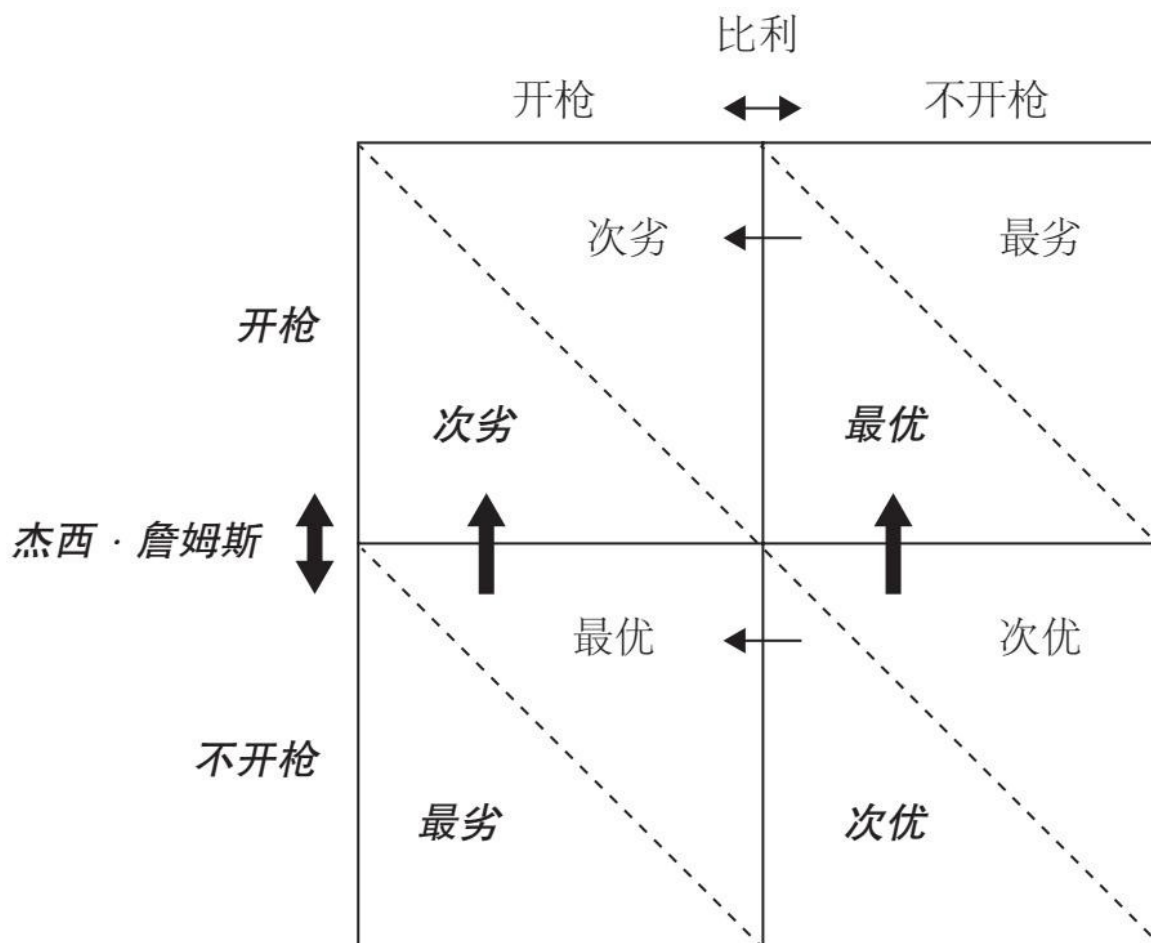 比利
开枪 不开枪
次劣 最劣
开枪
次劣 最优
杰西·詹姆斯
最优 次优
不开枪
最劣 次优